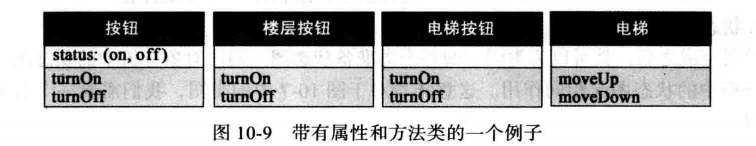 按钮 楼层按钮 电梯按钮 电梯
status: (on, off)
turnOn turnOn turnOn moveUp
turnOff turnOff turnOff moveDown
图 10-9 带有属性和方法类的一个例子